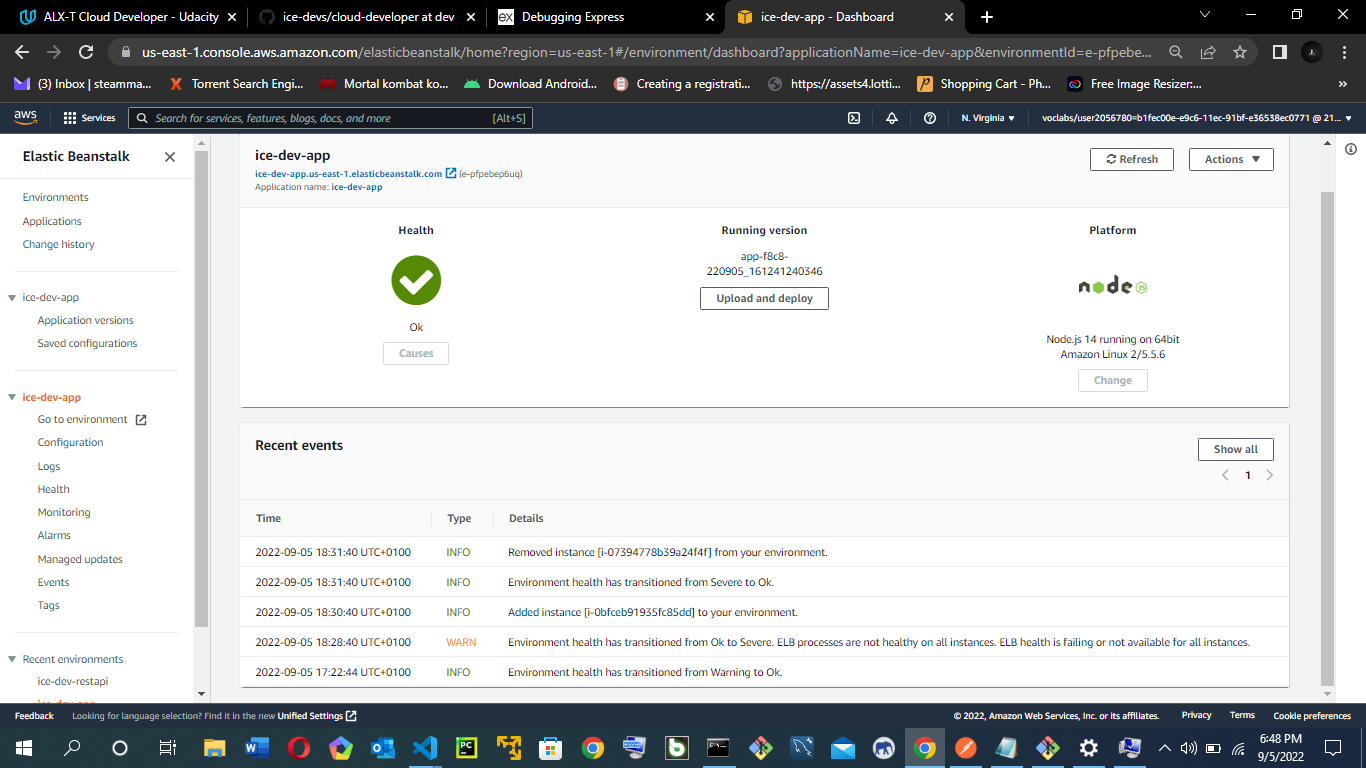 ALX-T Cloud Developer - Udacity
ice-devs/cloud-developer at dev
Debugging Express
ice-dev-app - Dashboard
us-east-1.console.aws.amazon.com/elasticbeanstalk/home?region=us-east-1#/environment/dashboard?applicationName=ice-dev-app&environmentId=e-pfpebe...
(3) Inbox | steamma...
Torrent Search Engi...
Mortal kombat ko...
Download Android...
Creating a registrati...
https://assets4.lotti...
Shopping Cart - Ph...
Free Image Resizer:...
aws
Services
Search for services, features, blogs, docs, and more
[Alt+S]
N. Virginia
voclabs/user2056780=b1fec00e-e9c6-11ec-91bf-e36538ec0771 @ 21...
Elastic Beanstalk
Environments
Applications
Change history
ice-dev-app
Application versions
Saved configurations
ice-dev-app
Go to environment
Configuration
Logs
Health
Monitoring
Alarms
Managed updates
Events
Tags
Recent environments
ice-dev-restapi
ice-dev-app
ice-dev-app
ice-dev-app.us-east-1.elasticbeanstalk.com (e-pfpebep6uq)
Application name: ice-dev-app
Refresh
Actions
Health
Ok
Causes
Running version
app-f8c8-
220905_161241240346
Upload and deploy
Platform
node JS
Node.js 14 running on 64bit
Amazon Linux 2/5.5.6
Change
Recent events
Show all
1
Time Type Details
2022-09-05 18:31:40 UTC+0100 INFO Removed instance [i-07394778b39a24f4f] from your environment.
2022-09-05 18:31:40 UTC+0100 INFO Environment health has transitioned from Severe to Ok.
2022-09-05 18:30:40 UTC+0100 INFO Added instance [i-0bfceb91935fc85dd] to your environment.
2022-09-05 18:28:40 UTC+0100 WARN Environment health has transitioned from Ok to Severe. ELB processes are not healthy on all instances. ELB health is failing or not available for all instances.
2022-09-05 17:22:44 UTC+0100 INFO Environment health has transitioned from Warning to Ok.
Feedback
Looking for language selection? Find it in the new Unified Settings
© 2022, Amazon Web Services, Inc. or its affiliates.
Privacy
Terms
Cookie preferences
6:48 PM
9/5/2022